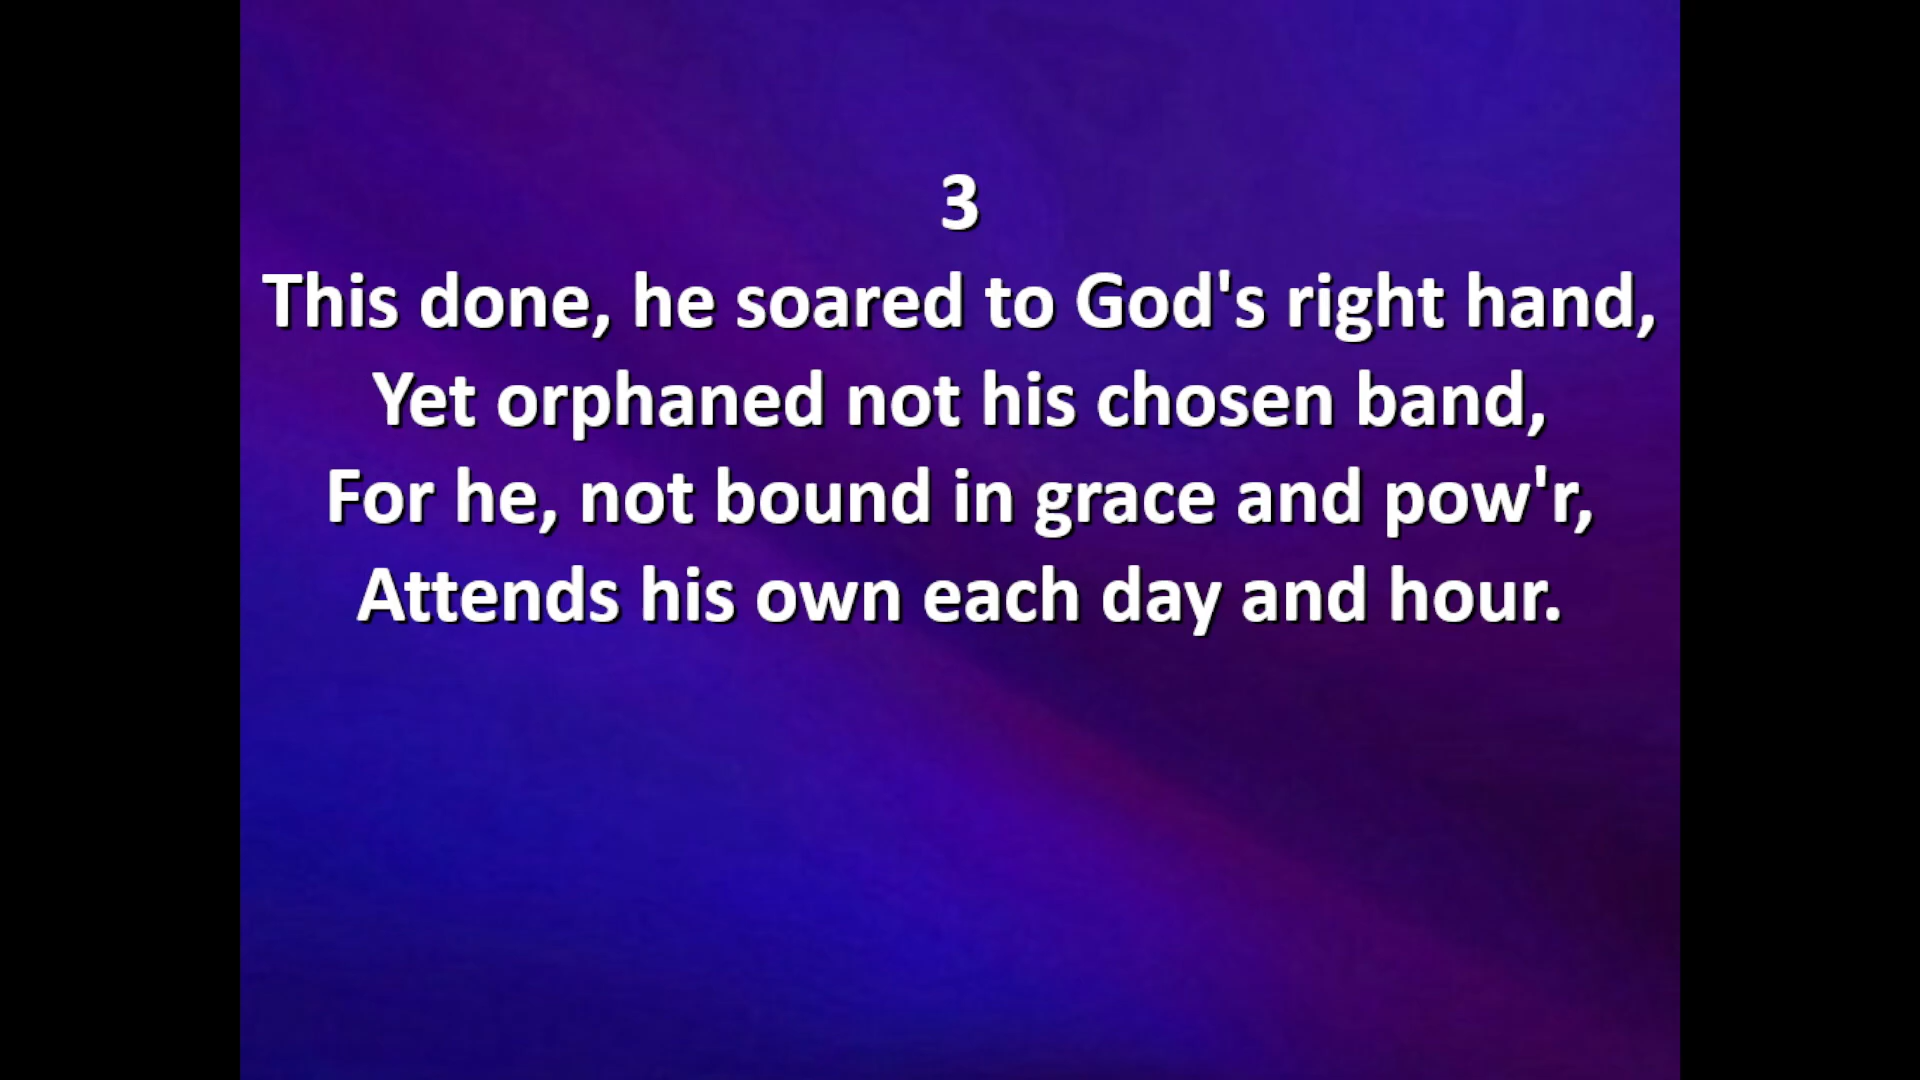 3
This done, he soared to God's right hand,
Yet orphaned not his chosen band,
For he, not bound in grace and pow'r,
Attends his own each day and hour.